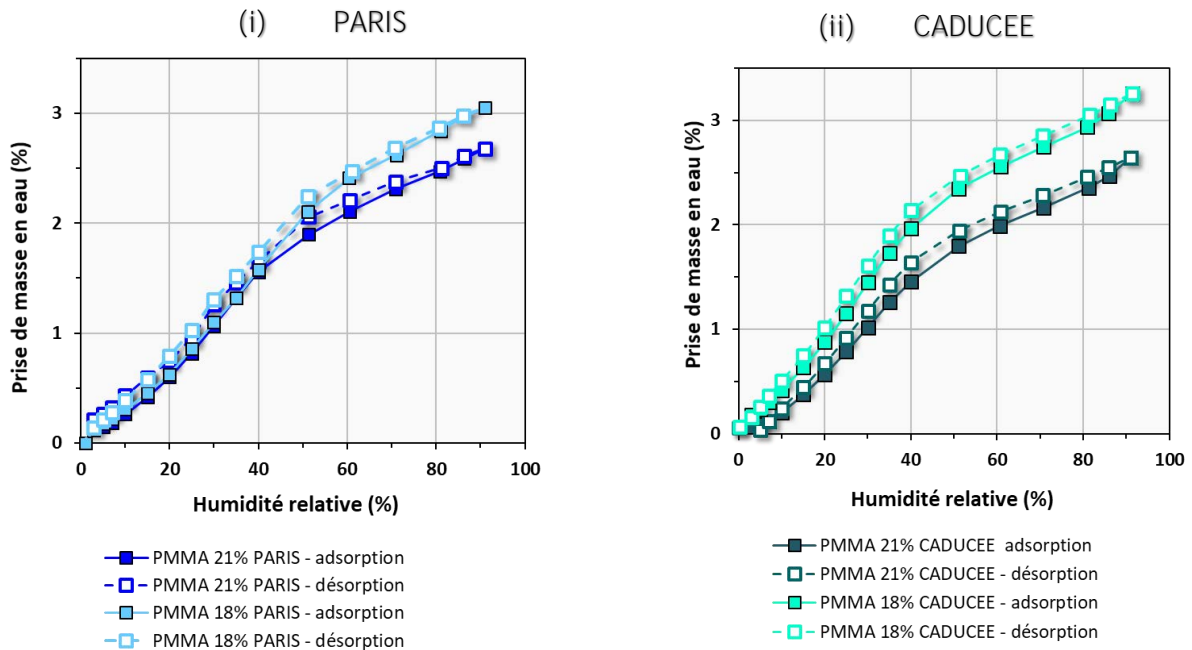 (i) PARIS
Prise de masse en eau (%)
3
2
1
0
0 20 40 60 80 100
Humidité relative (%)
PMMA 21% PARIS - adsorption
PMMA 21% PARIS - désorption
PMMA 18% PARIS - adsorption
PMMA 18% PARIS - désorption
(ii) CADUCEE
Prise de masse en eau (%)
3
2
1
0
0 20 40 60 80 100
Humidité relative (%)
PMMA 21% CADUCEE adsorption
PMMA 21% CADUCEE - désorption
PMMA 18% CADUCEE - adsorption
PMMA 18% CADUCEE - désorption